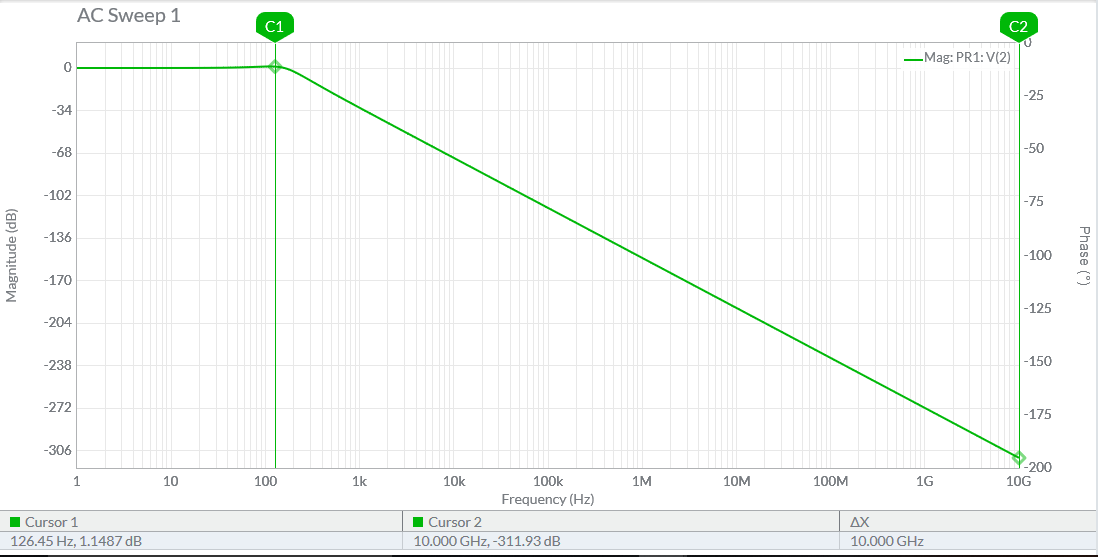 AC Sweep 1
C1
C2
Mag: PR1: V(2)
0
-34
-68
-102
-136
-170
-204
-238
-272
-306
Magnitude (dB)
0
-25
-50
-75
-100
-125
-150
-175
-200
Phase (°)
1 10 100 1k 10k 100k 1M 10M 100M 1G 10G
Frequency (Hz)
Cursor 1 Cursor 2 ΔX
126.45 Hz, 1.1487 dB 10.000 GHz, -311.93 dB 10.000 GHz